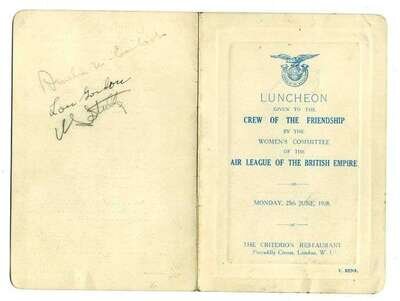 Amelia M. Earhart
Lou Gordon
W Stultz
LUNCHEON
GIVEN TO THE
CREW OF THE FRIENDSHIP
BY THE
WOMEN'S COMMITTEE
OF THE
AIR LEAGUE OF THE BRITISH EMPIRE
MONDAY, 25th JUNE, 1928.
THE CRITERION RESTAURANT
Piccadilly Circus, London, W. 1